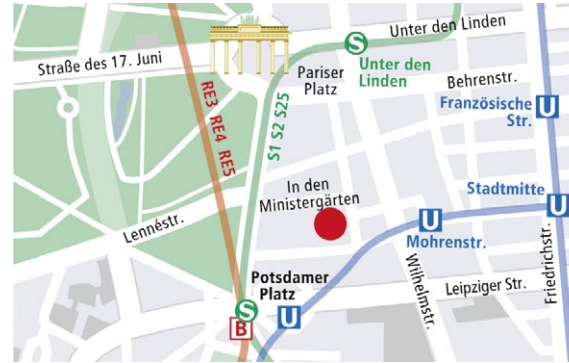 Unter den Linden
S
Straße des 17. Juni
Pariser
Platz
Unter den
Linden
Behrenstr.
Französische
Str.
U
RE3 RE4 RE5
S1 S2 S25
In den
Ministergärten
Stadtmitte
U
U
Mohrenstr.
Lennéstr.
Potsdamer
Platz
Wilhelmstr.
Leipziger Str.
Friedrichstr.
S
B
U